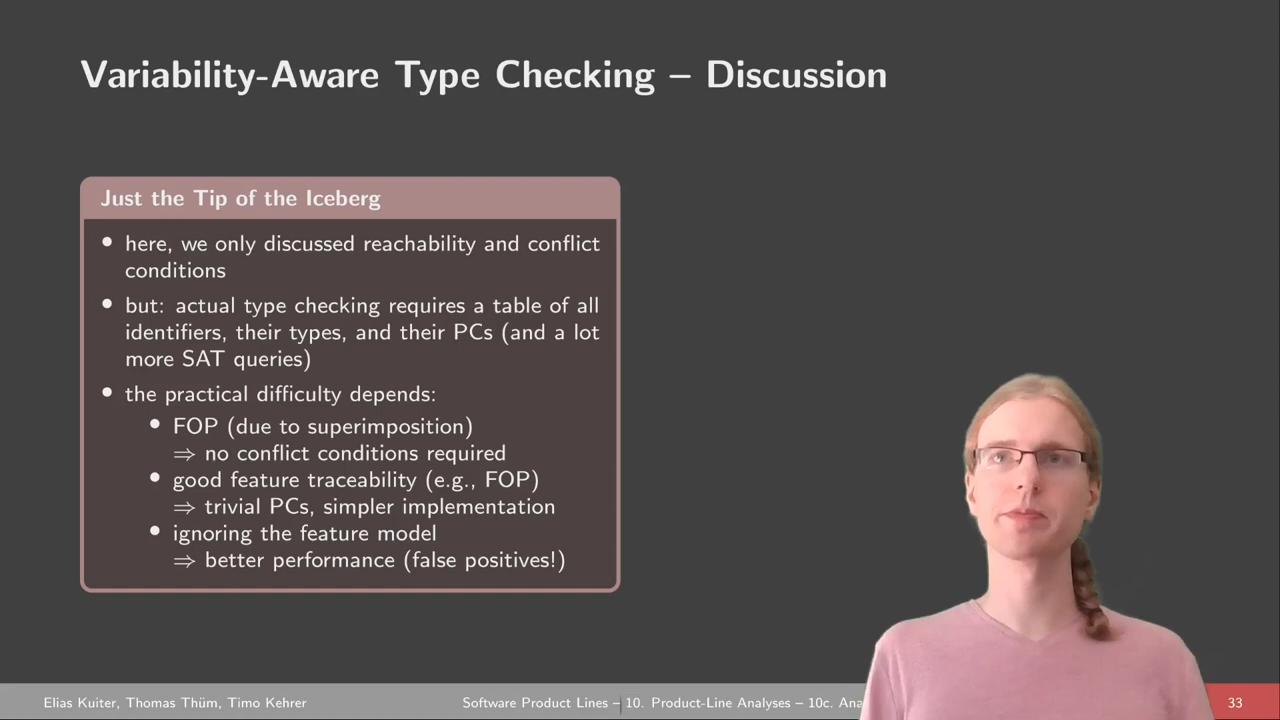 Variability-Aware Type Checking – Discussion
Just the Tip of the Iceberg
• here, we only discussed reachability and conflict
conditions
• but: actual type checking requires a table of all
identifiers, their types, and their PCs (and a lot
more SAT queries)
• the practical difficulty depends:
• FOP (due to superimposition)
⇒ no conflict conditions required
• good feature traceability (e.g., FOP)
⇒ trivial PCs, simpler implementation
• ignoring the feature model
⇒ better performance (false positives!)
Elias Kuiter, Thomas Thüm, Timo Kehrer
Software Product Lines – 10. Product-Line Analyses – 10c.
33